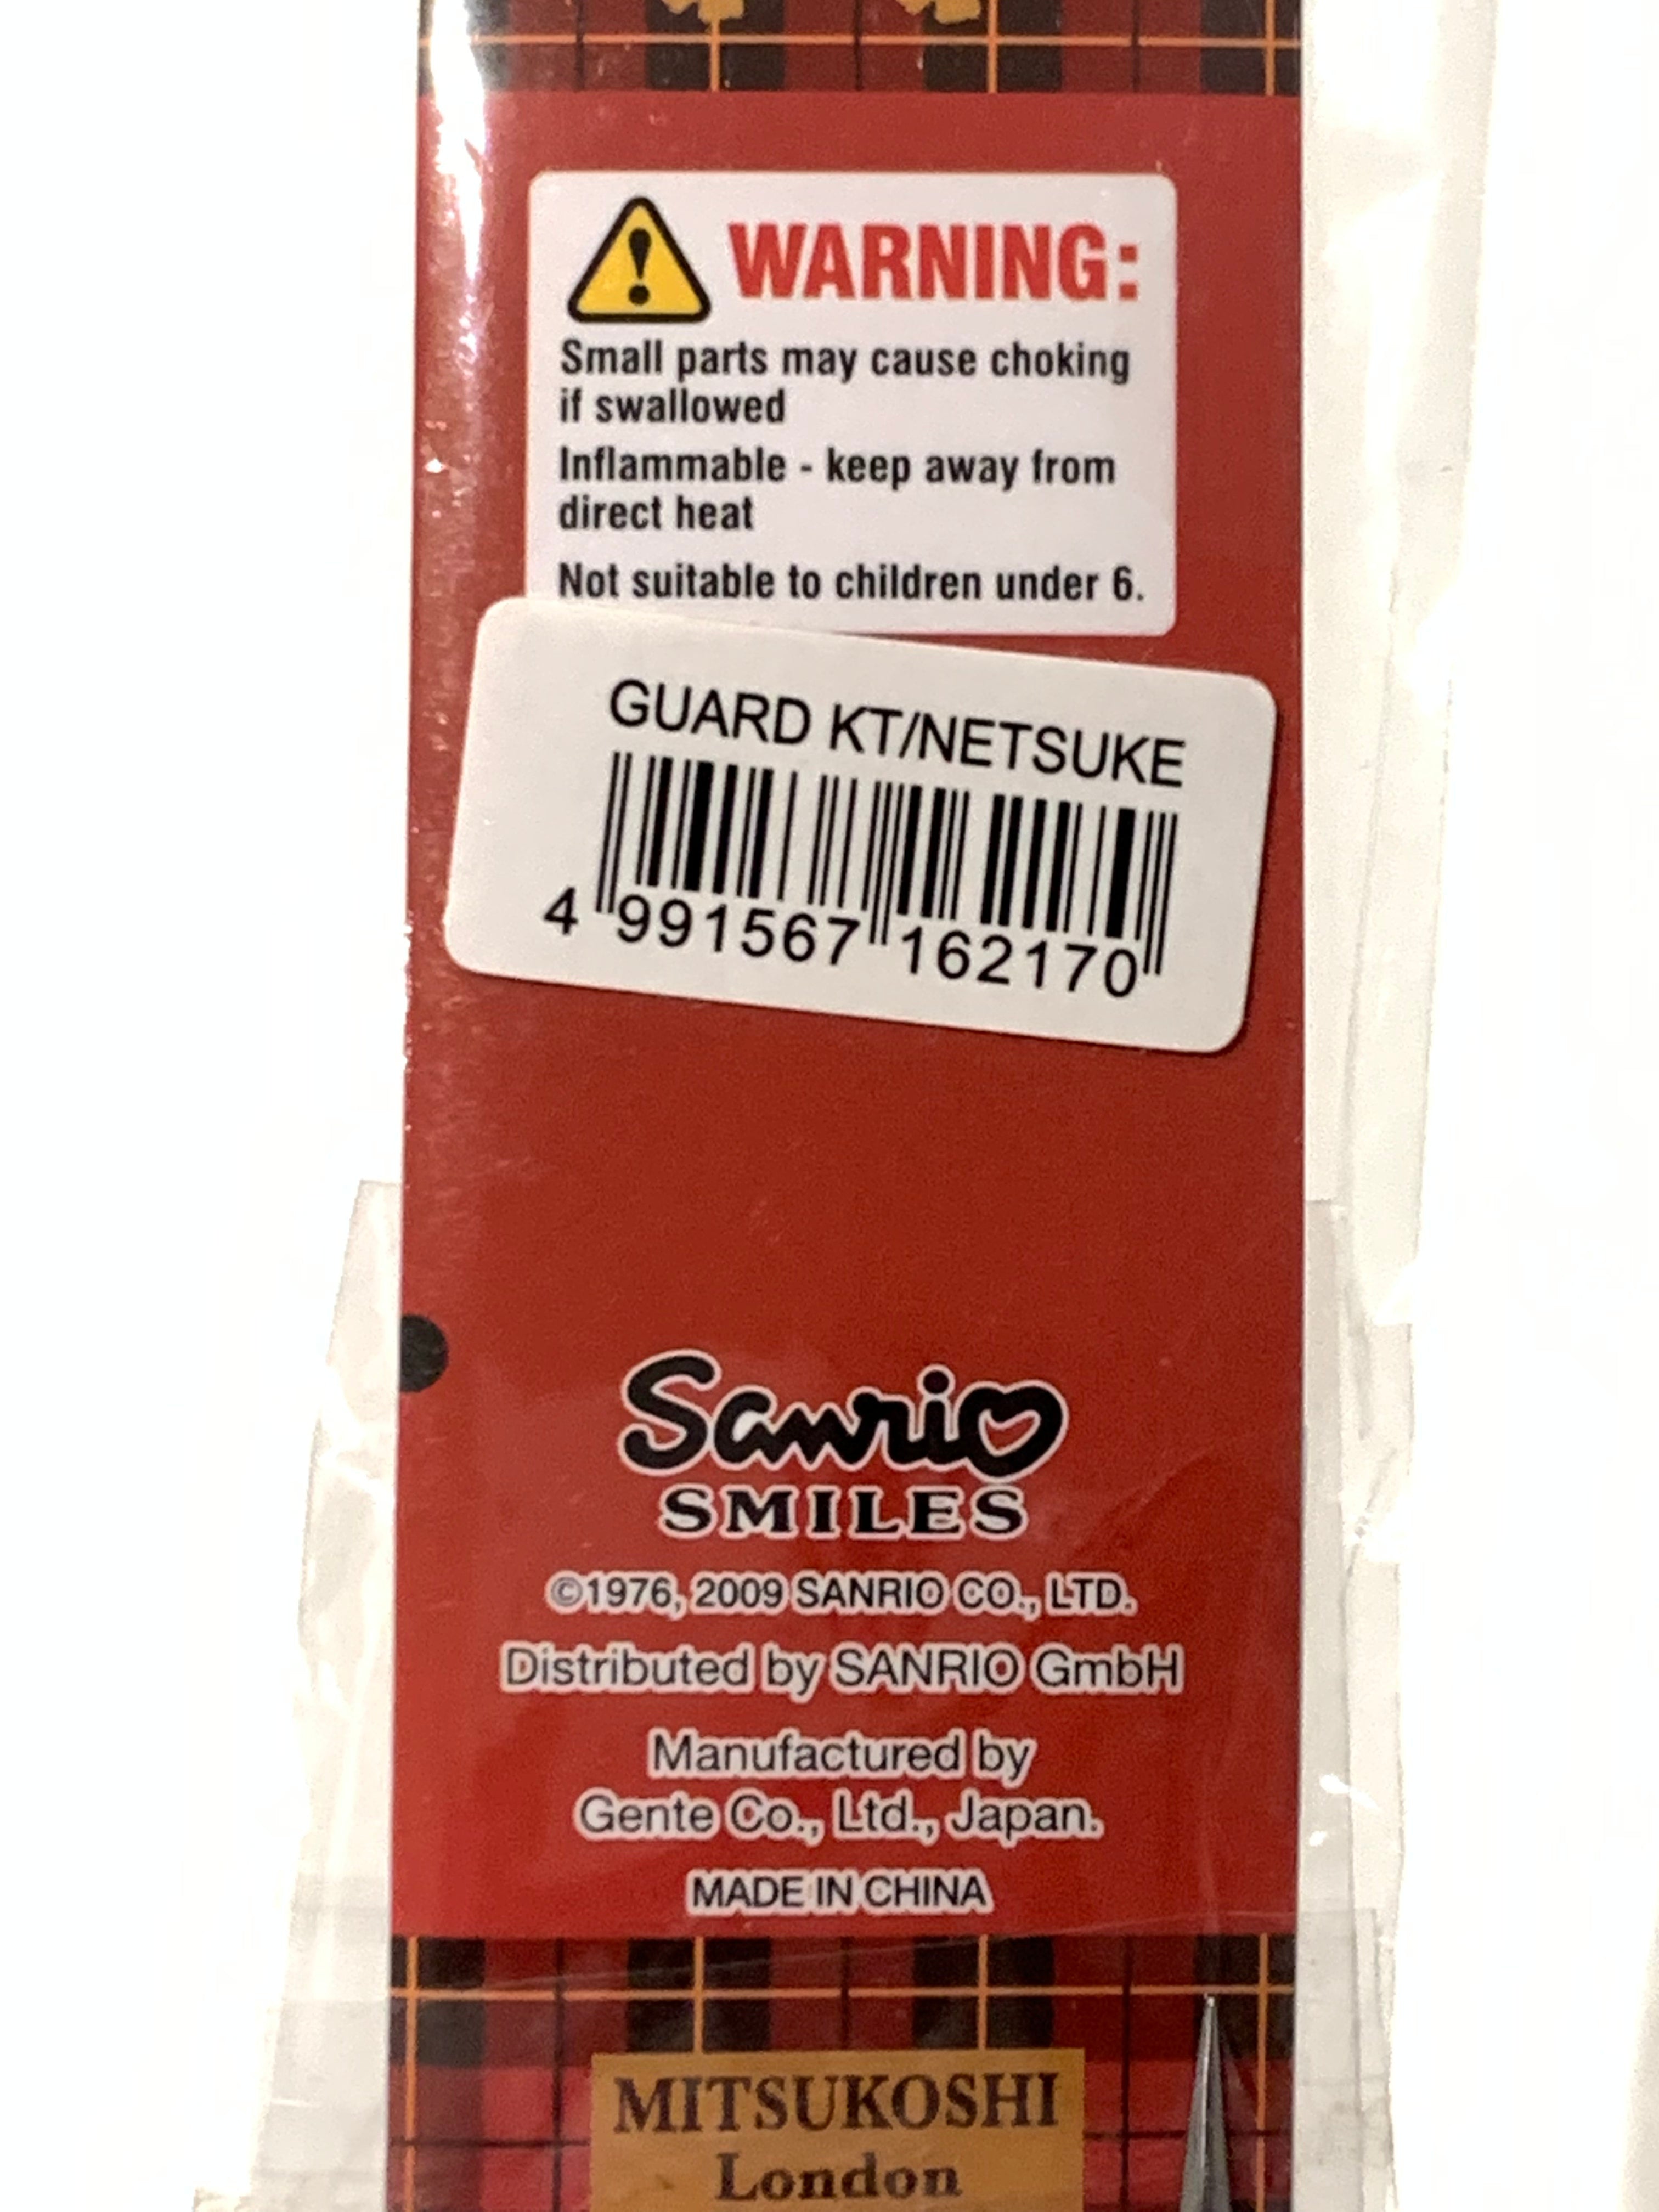 WARNING:
Small parts may cause choking
if swallowed
Inflammable - keep away from
direct heat
Not suitable to children under 6.
GUARD KT/NETSUKE
4 991567 162170
Sanrio
SMILES
©1976, 2009 SANRIO CO., LTD.
Distributed by SANRIO GmbH
Manufactured by
Gente Co., Ltd., Japan.
MADE IN CHINA
MITSUKOSHI
London